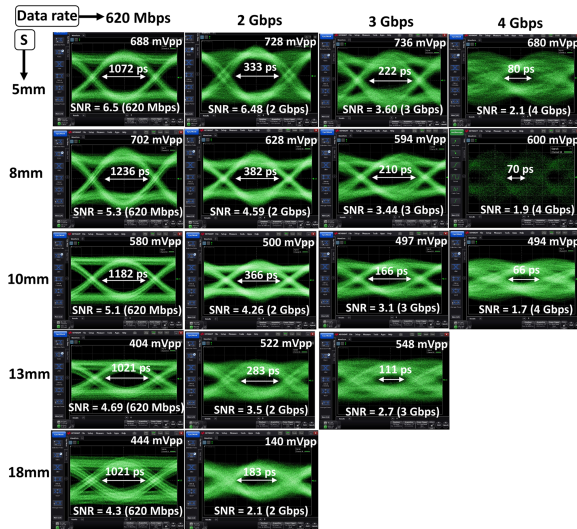 Data rate 620 Mbps 2 Gbps 3 Gbps 4 Gbps
S
5mm
688 mVpp
1072 ps
SNR = 6.5 (620 Mbps)
728 mVpp
333 ps
SNR = 6.48 (2 Gbps)
736 mVpp
222 ps
SNR = 3.60 (3 Gbps)
680 mVpp
80 ps
SNR = 2.1 (4 Gbps)
8mm
702 mVpp
1236 ps
SNR = 5.3 (620 Mbps)
628 mVpp
382 ps
SNR = 4.59 (2 Gbps)
594 mVpp
210 ps
SNR = 3.44 (3 Gbps)
600 mVpp
70 ps
SNR = 1.9 (4 Gbps)
10mm
580 mVpp
1182 ps
SNR = 5.1 (620 Mbps)
500 mVpp
366 ps
SNR = 4.26 (2 Gbps)
497 mVpp
166 ps
SNR = 3.1 (3 Gbps)
494 mVpp
66 ps
SNR = 1.7 (4 Gbps)
13mm
404 mVpp
1021 ps
SNR = 4.69 (620 Mbps)
522 mVpp
283 ps
SNR = 3.5 (2 Gbps)
548 mVpp
111 ps
SNR = 2.7 (3 Gbps)
18mm
444 mVpp
1021 ps
SNR = 4.3 (620 Mbps)
140 mVpp
183 ps
SNR = 2.1 (2 Gbps)